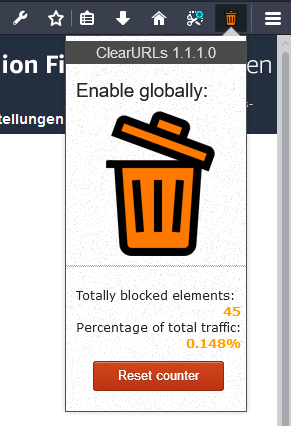 ClearURLs 1.1.1.0
ion Fi
en
Enable globally:
tellungen
s-
Totally blocked elements:
45
Percentage of total traffic:
0.148%
Reset counter